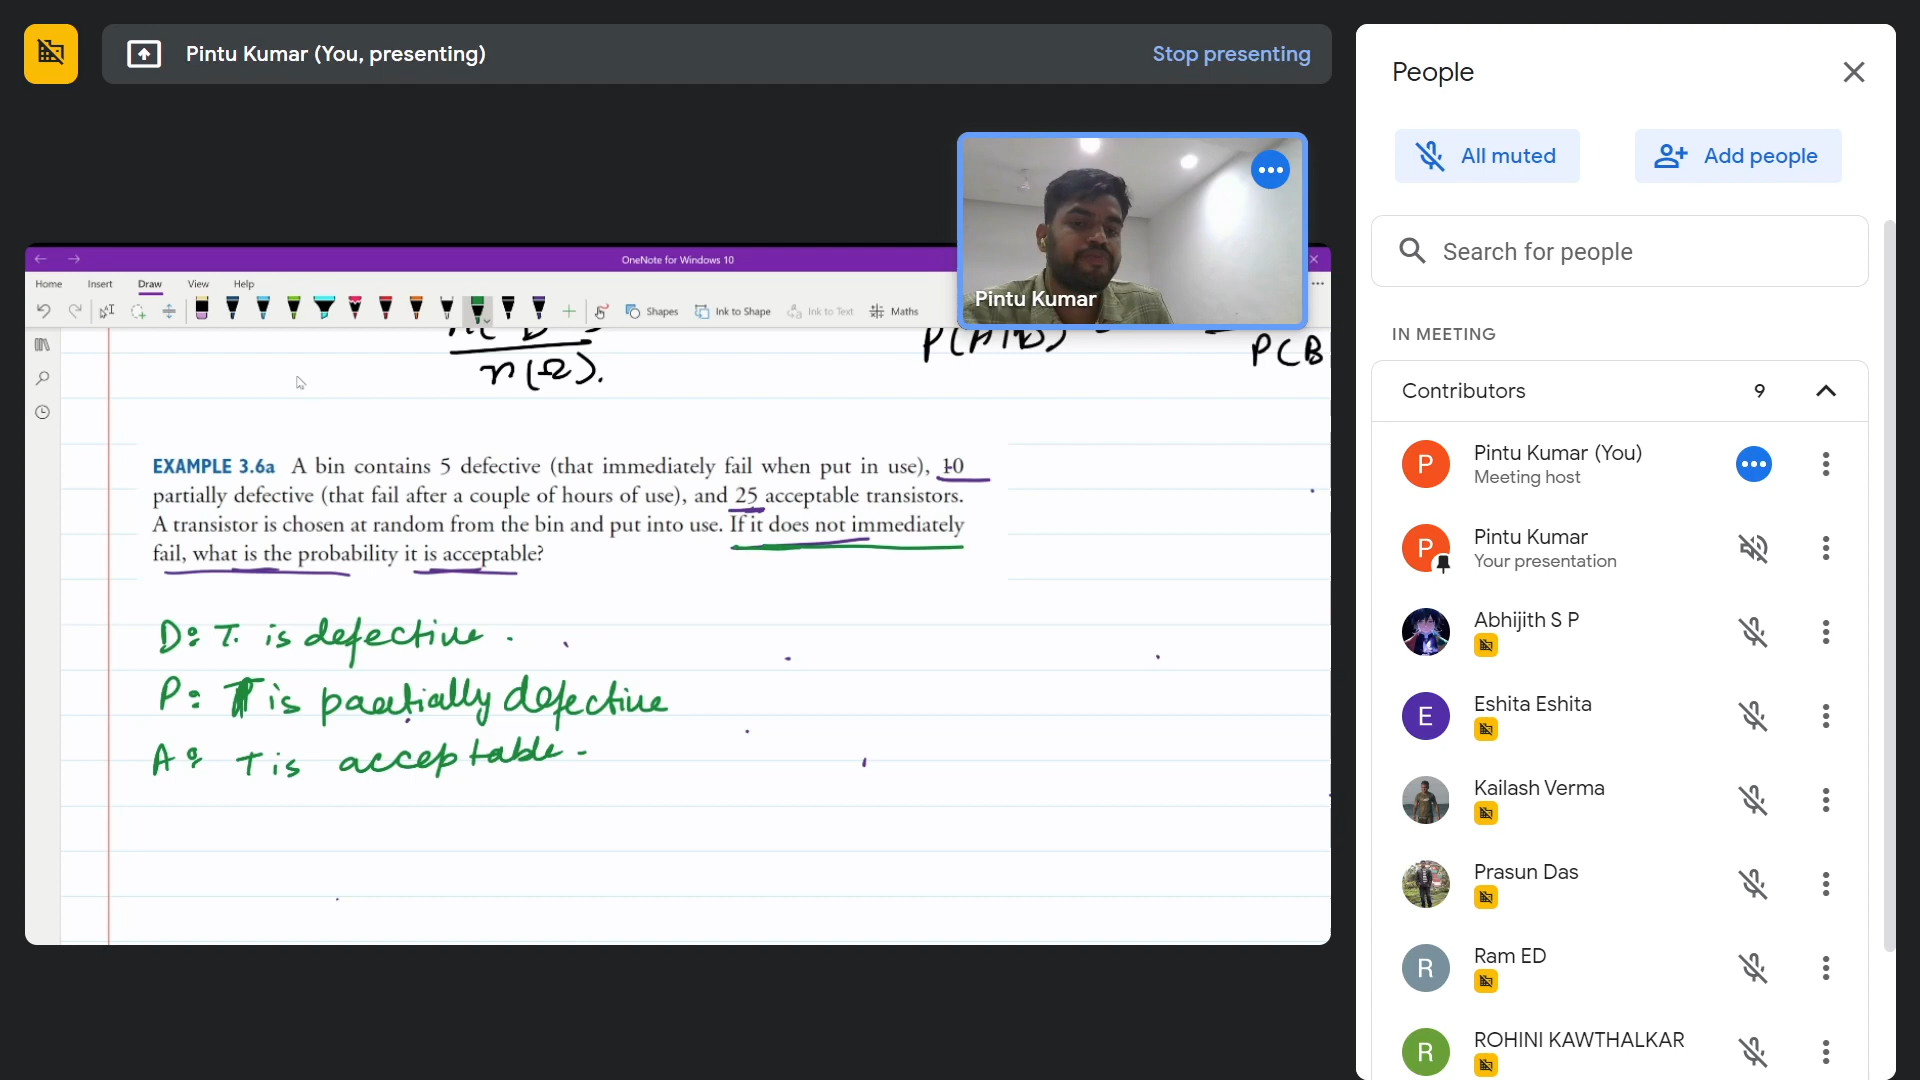 Pintu Kumar (You, presenting)
Stop presenting
People
All muted
Add people
Search for people
IN MEETING
Contributors
9
Pintu Kumar (You)
Meeting host
Pintu Kumar
Your presentation
Abhijith S P
Eshita Eshita
Kailash Verma
Prasun Das
Ram ED
ROHINI KAWTHALKAR
Pintu Kumar
OneNote for Windows 10
Home Insert Draw View Help
Shapes Ink to Shape Ink to Text Maths
n(Ω).
P(B
EXAMPLE 3.6a A bin contains 5 defective (that immediately fail when put in use), 10
partially defective (that fail after a couple of hours of use), and 25 acceptable transistors.
A transistor is chosen at random from the bin and put into use. If it does not immediately
fail, what is the probability it is acceptable?
D: T. is defective.
P: T is partially defective
A: T is acceptable.
P
P
E
R
R